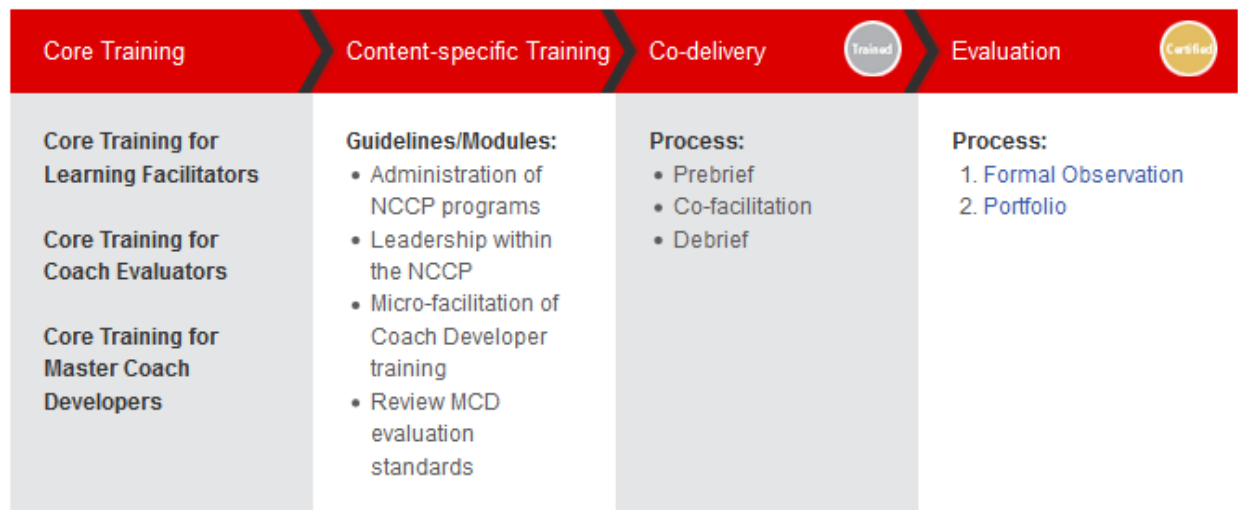 Core Training
Content-specific Training
Co-delivery
Trained
Evaluation
Certified
Core Training for
Learning Facilitators
Core Training for
Coach Evaluators
Core Training for
Master Coach
Developers
Guidelines/Modules:
• Administration of
NCCP programs
• Leadership within
the NCCP
• Micro-facilitation of
Coach Developer
training
• Review MCD
evaluation
standards
Process:
• Prebrief
• Co-facilitation
• Debrief
Process:
1. Formal Observation
2. Portfolio